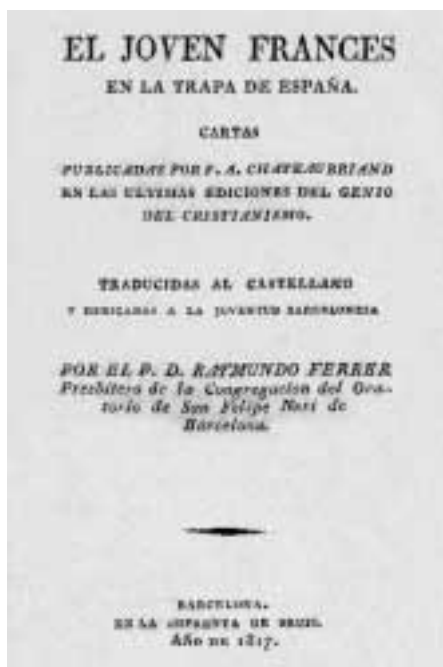 EL JOVEN FRANCES
EN LA TRAPA DE ESPAÑA.
CARTAS
PUBLICADAS POR F. A. CHATEAUBRIAND
EN LAS ULTIMAS EDICIONES DEL GENIO
DEL CRISTIANISMO.
TRADUCIDAS AL CASTELLANO
Y DEDICADAS A LA JUVENTUD BARCELONESA
POR EL P. D. RAYMUNDO FERRER
Presbítero de la Congregacion del Ora-
torio de San Felipe Neri de
Barcelona.
BARCELONA.
EN LA IMPRENTA DE BRUSI.
AÑO DE 1817.